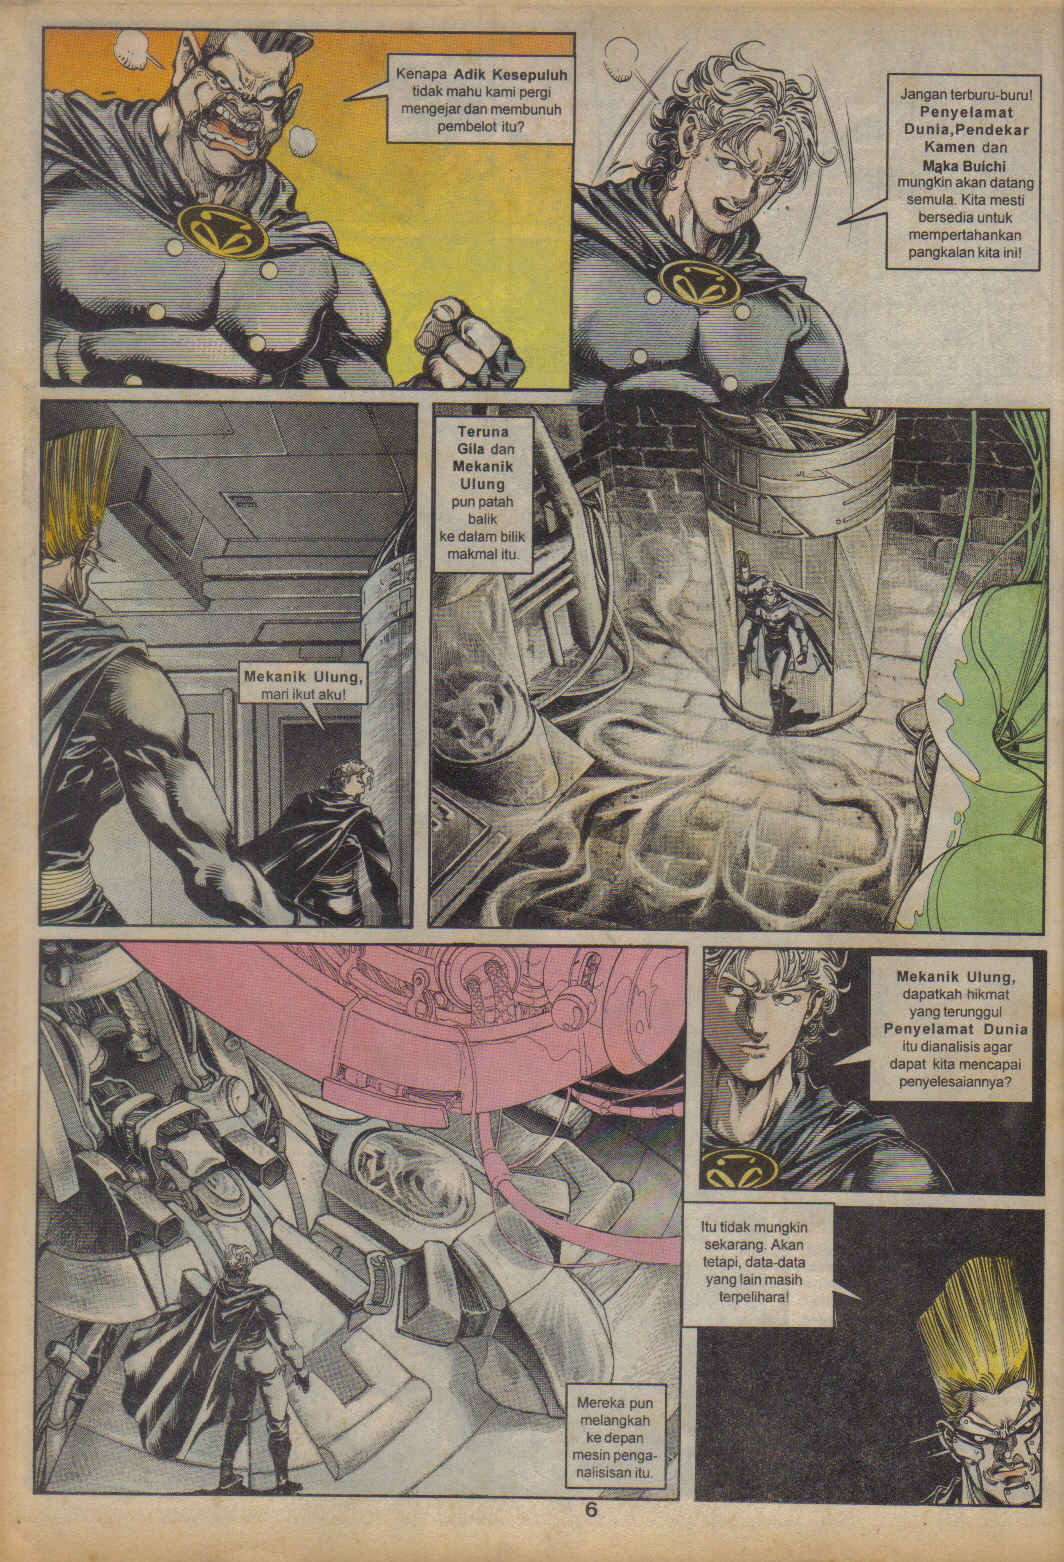 Kenapa Adik Kesepuluh
tidak mahu kami pergi
mengejar dan membunuh
pembelot itu?
Jangan terburu-buru!
Penyelamat
Dunia,Pendekar
Kamen dan
Maka Buichi
mungkin akan datang
semula. Kita mesti
bersedia untuk
mempertahankan
pangkalan kita ini!
Mekanik Ulung,
mari ikut aku!
Teruna
Gila dan
Mekanik
Ulung
pun patah
balik
ke dalam bilik
makmal itu.
Mereka pun
melangkah
ke depan
mesin penga-
nalisisan itu.
Mekanik Ulung,
dapatkah hikmat
yang terunggul
Penyelamat Dunia
itu dianalisis agar
dapat kita mencapai
penyelesaiannya?
Itu tidak mungkin
sekarang. Akan
tetapi, data-data
yang lain masih
terpelihara!
6